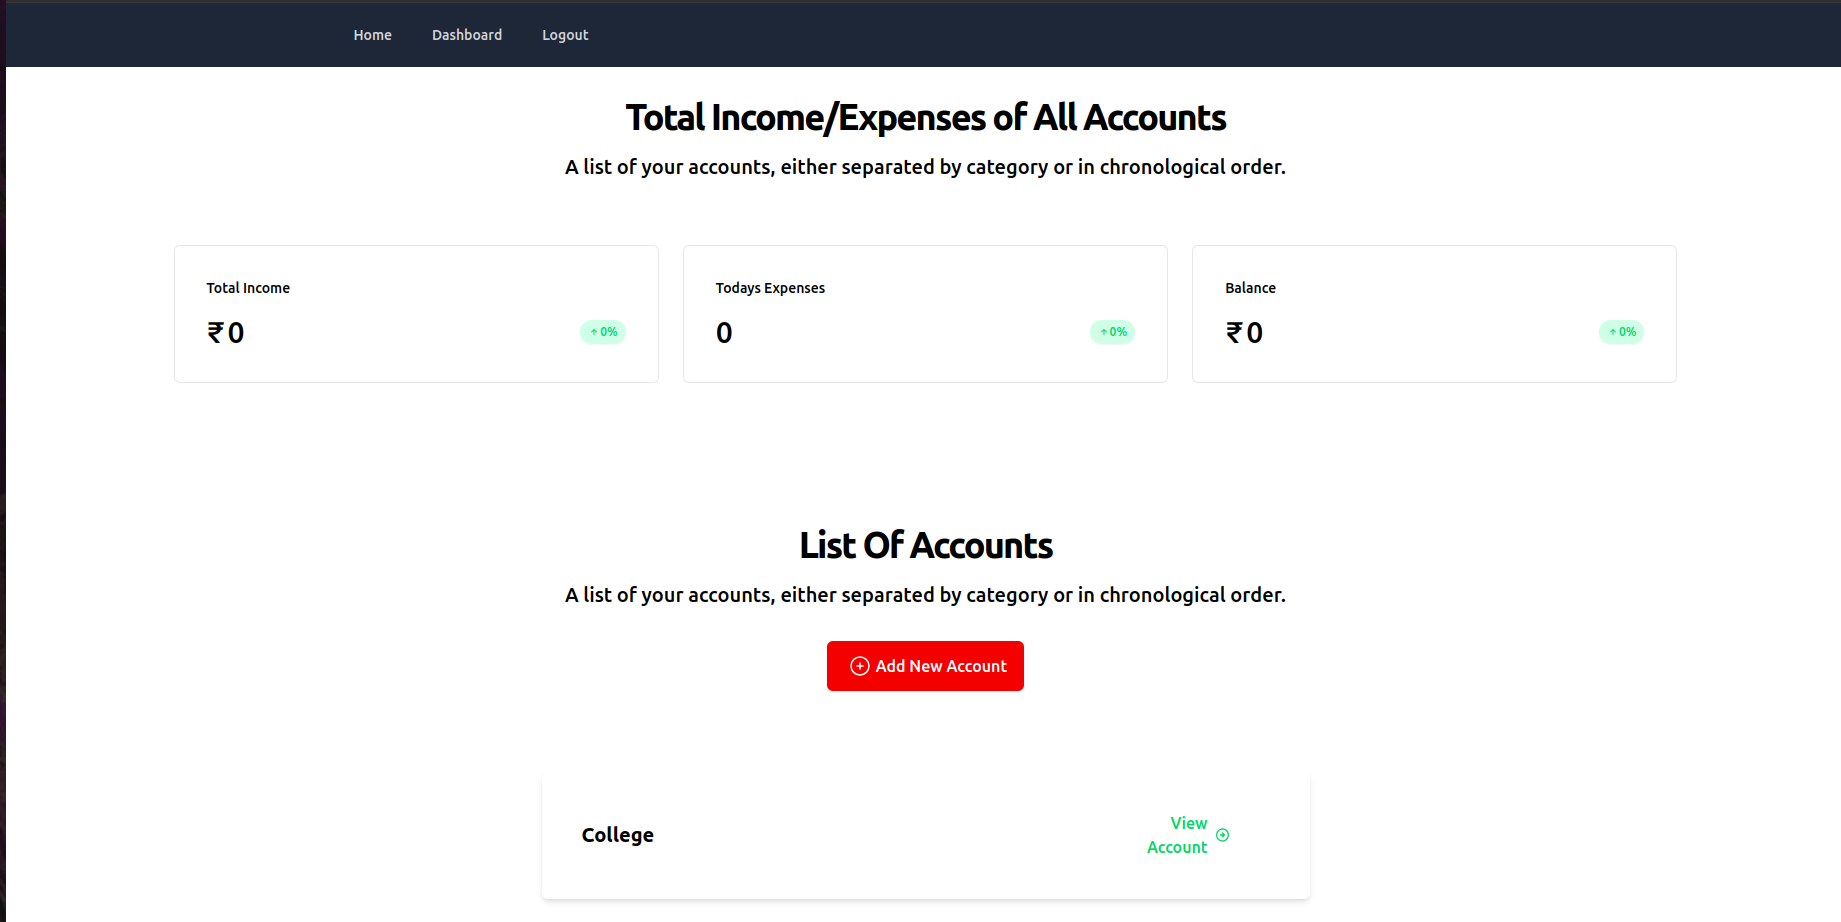 Home Dashboard Logout
Total Income/Expenses of All Accounts
A list of your accounts, either separated by category or in chronological order.
Total Income
₹ 0
↑ 0%
Todays Expenses
0
↑ 0%
Balance
₹ 0
↑ 0%
List Of Accounts
A list of your accounts, either separated by category or in chronological order.
Add New Account
College
View
Account